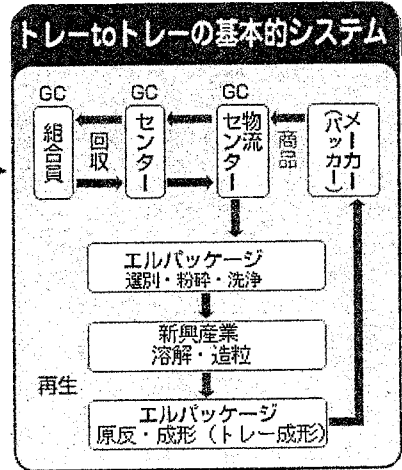 トレーtoトレーの基本的システム
GC
GC
GC
組合員
回収
センター
物流センター
商品
メーカー(パッカー)
エルパッケージ
選別・粉砕・洗浄
新興産業
溶解・造粒
再生
エルパッケージ
原反・成形(トレー成形)